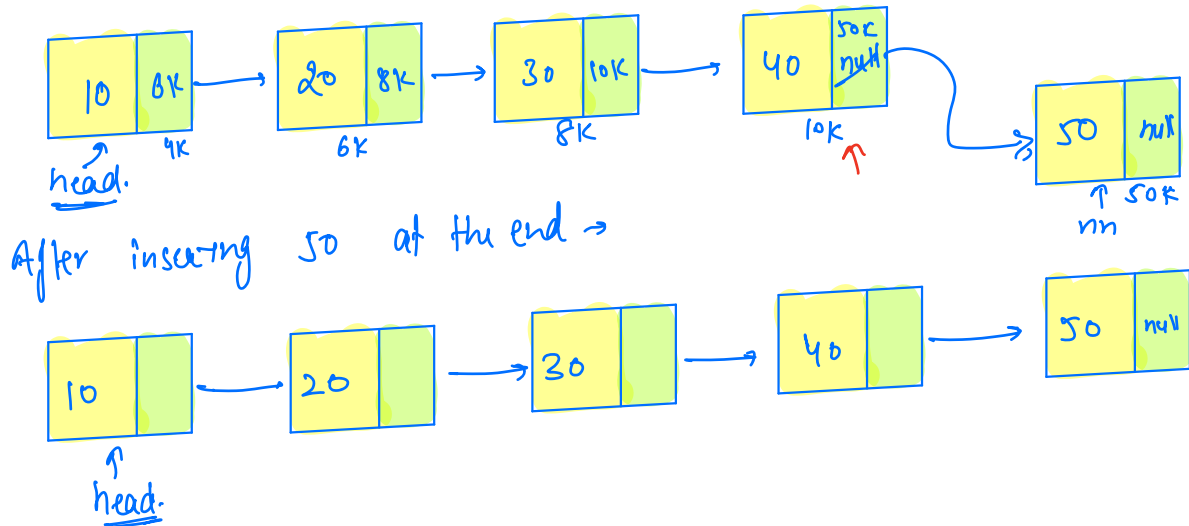 10 6K 20 8K 30 10K 40 50K null
4K 6K 8K 10K
head.
50 null
nn 50K
After inserting 50 at the end →
10 20 30 40 50 null
head.